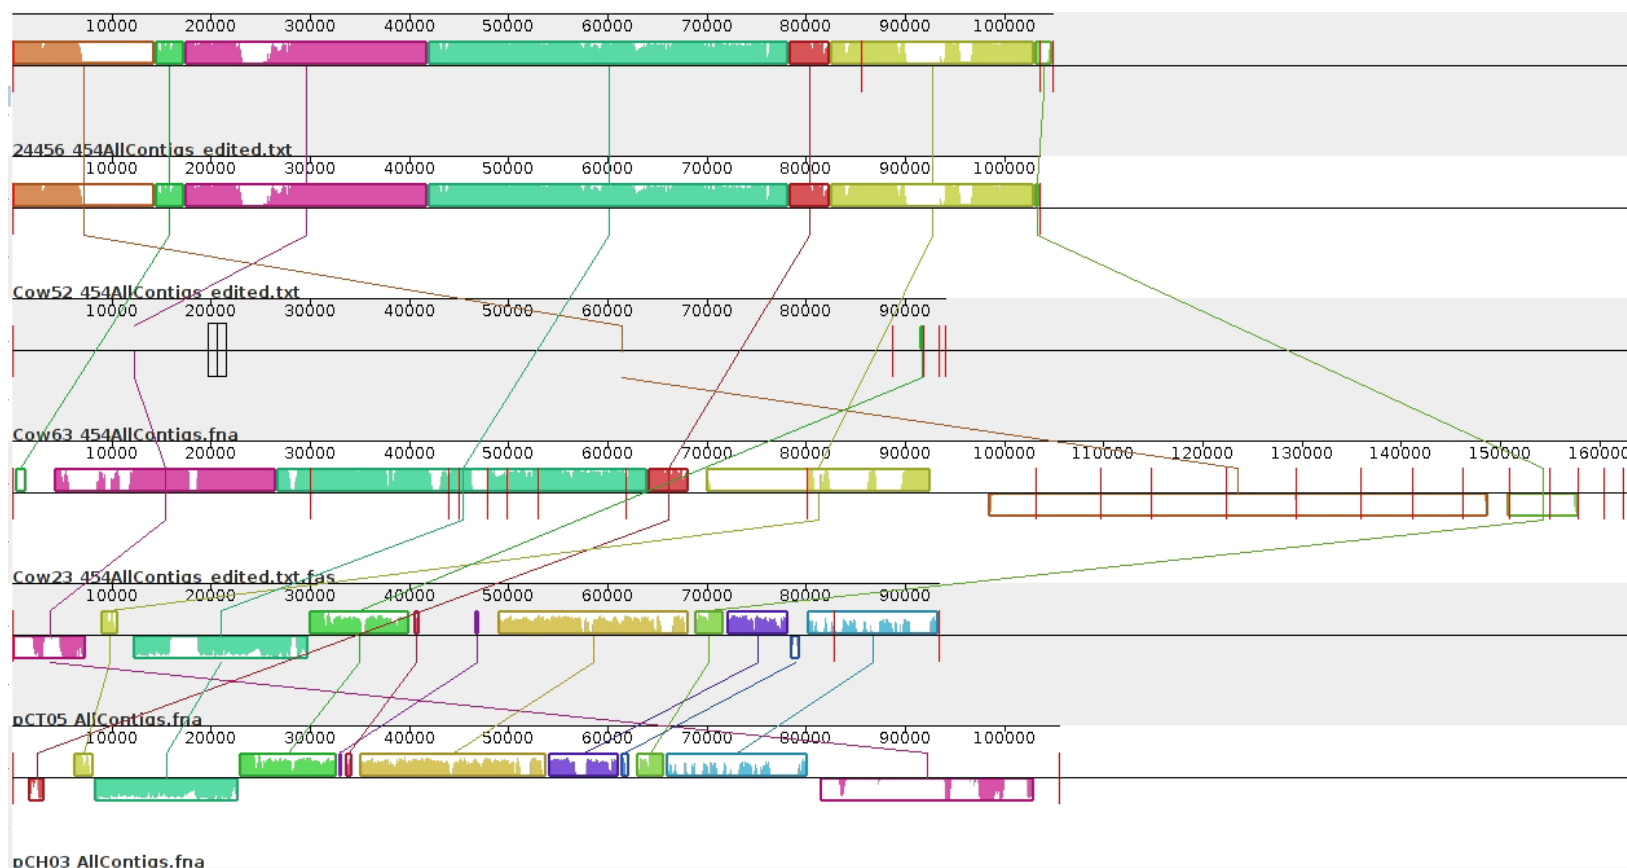 10000 20000 30000 40000 50000 60000 70000 80000 90000 100000
24456_454AllContigs_edited.txt
10000 20000 30000 40000 50000 60000 70000 80000 90000 100000
Cow52_454AllContigs_edited.txt
10000 20000 30000 40000 50000 60000 70000 80000 90000
Cow63_454AllContigs.fna
10000 20000 30000 40000 50000 60000 70000 80000 90000 100000 110000 120000 130000 140000 150000 160000
Cow23_454AllContigs_edited.txt.fas
10000 20000 30000 40000 50000 60000 70000 80000 90000
pCT05_AllContigs.fna
10000 20000 30000 40000 50000 60000 70000 80000 90000 100000
pCH03_AllContigs.fna